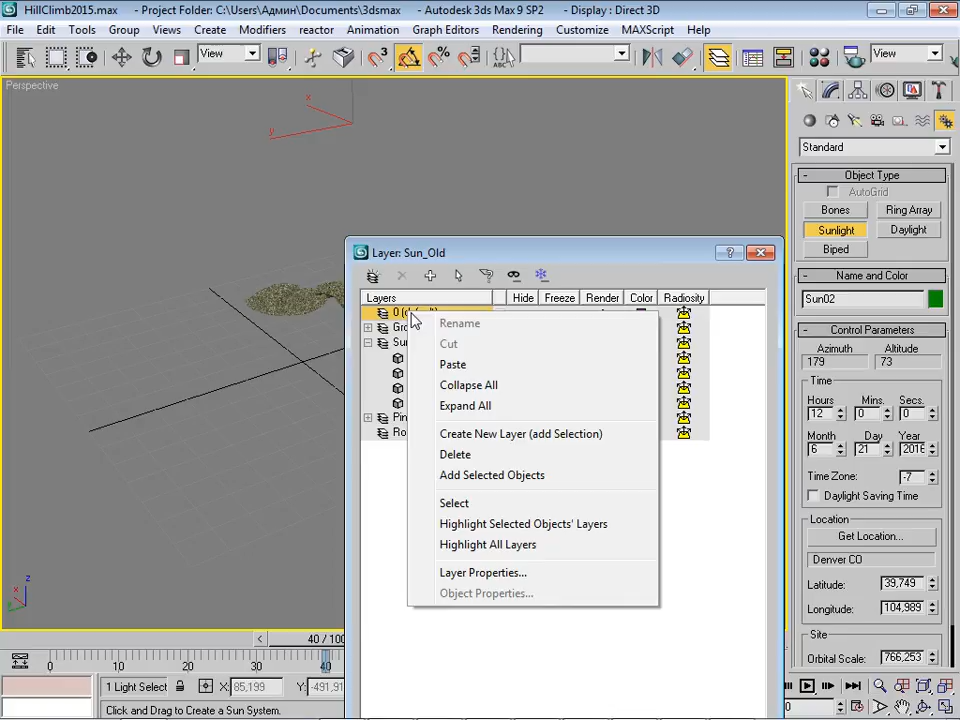 HillClimb2015.max - Project Folder: C:\Users\Админ\Documents\3dsmax - Autodesk 3ds Max 9 SP2 - Display : Direct 3D
File Edit Tools Group Views Create Modifiers reactor Animation Graph Editors Rendering Customize MAXScript Help
View View
Perspective
x
y
Standard
- Object Type
AutoGrid
Bones Ring Array
Sunlight Daylight
Biped
- Name and Color
Sun02
- Control Parameters
Azimuth Altitude
179 73
Time
Hours Mins. Secs.
12 0 0
Month Day Year
6 21 2016
Time Zone: -7
Daylight Saving Time
Location
Get Location...
Denver CO
Latitude: 39,749
Longitude: 104,989
Site
Orbital Scale: 766,253
Layer: Sun_Old
Layers Hide Freeze Render Color Radiosity
Rename
Cut
Paste
Collapse All
Expand All
Create New Layer (add Selection)
Delete
Add Selected Objects
Select
Highlight Selected Objects' Layers
Highlight All Layers
Layer Properties...
Object Properties...
z
x
y
40 / 100
0 10 20 30 40
1 Light Select X: 85,199 Y: -491,91
Click and Drag to Create a Sun System.